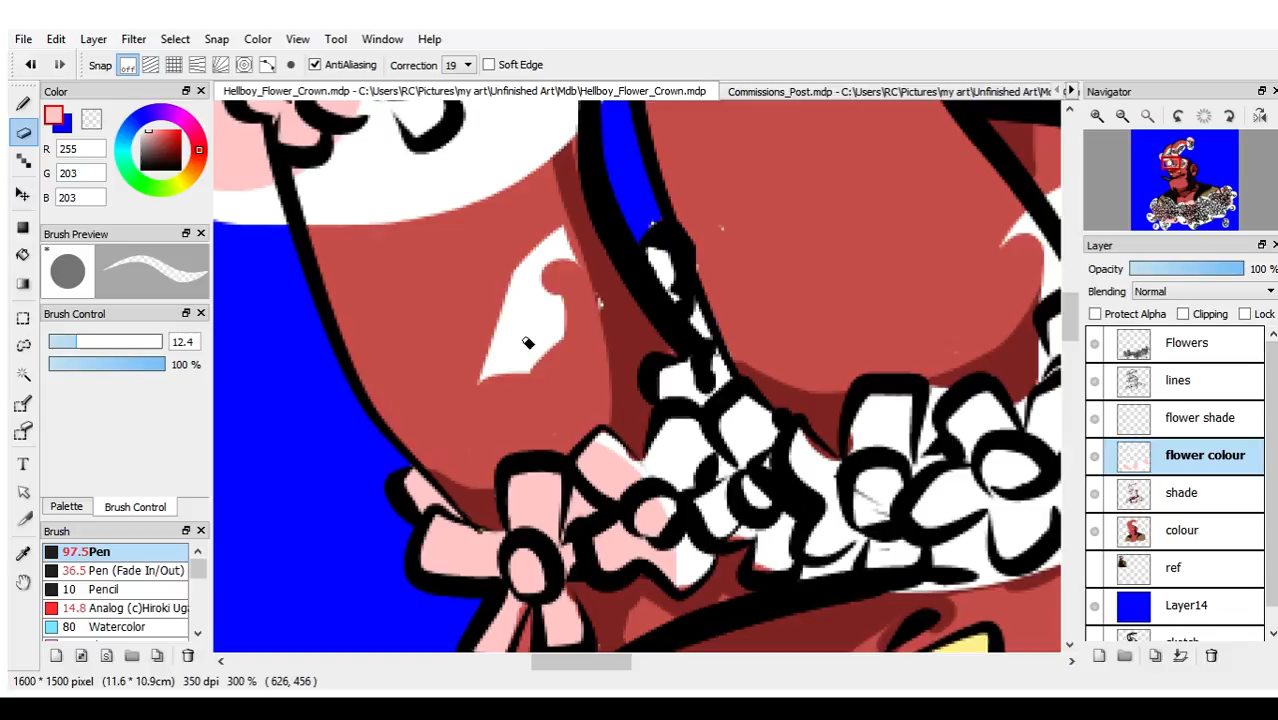 File Edit Layer Filter Select Snap Color View Tool Window Help
Snap off AntiAliasing Correction 19 Soft Edge
Color
Hellboy_Flower_Crown.mdp - C:\Users\RC\Pictures\my art\Unfinished Art\Mdb\Hellboy_Flower_Crown.mdp
Commissions_Post.mdp - C:\Users\RC\Pictures\my art\Unfinished Art\Mc
Navigator
R 255
G 203
B 203
Brush Preview
*
Brush Control
12.4
100 %
Palette Brush Control
Brush
97.5 Pen
36.5 Pen (Fade In/Out)
10 Pencil
14.8 Analog (c)Hiroki Ug
80 Watercolor
Layer
Opacity 100 %
Blending Normal
Protect Alpha Clipping Lock
Flowers
lines
flower shade
flower colour
shade
colour
ref
Layer14
1600 * 1500 pixel (11.6 * 10.9cm) 350 dpi 300 % ( 626, 456 )